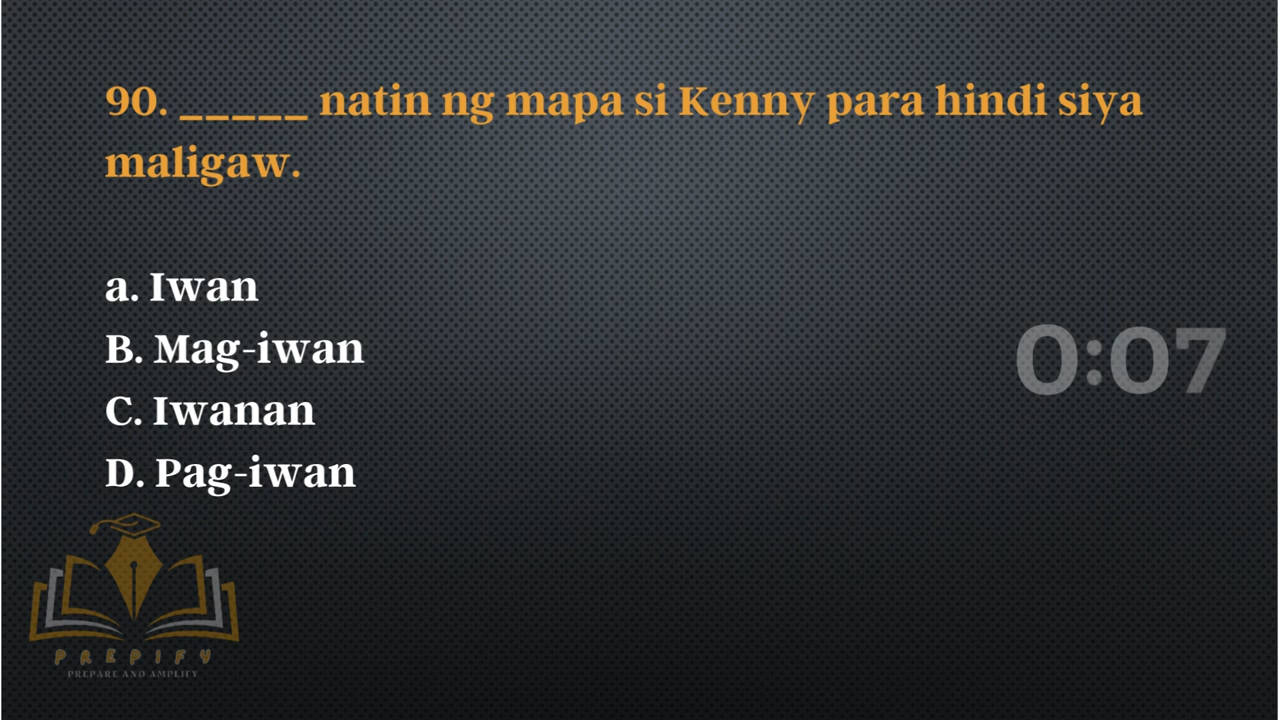 90. _____ natin ng mapa si Kenny para hindi siya
maligaw.
a. Iwan
B. Mag-iwan
C. Iwanan
D. Pag-iwan
0:07
PREPIFY
PREPARE AND AMPLIFY